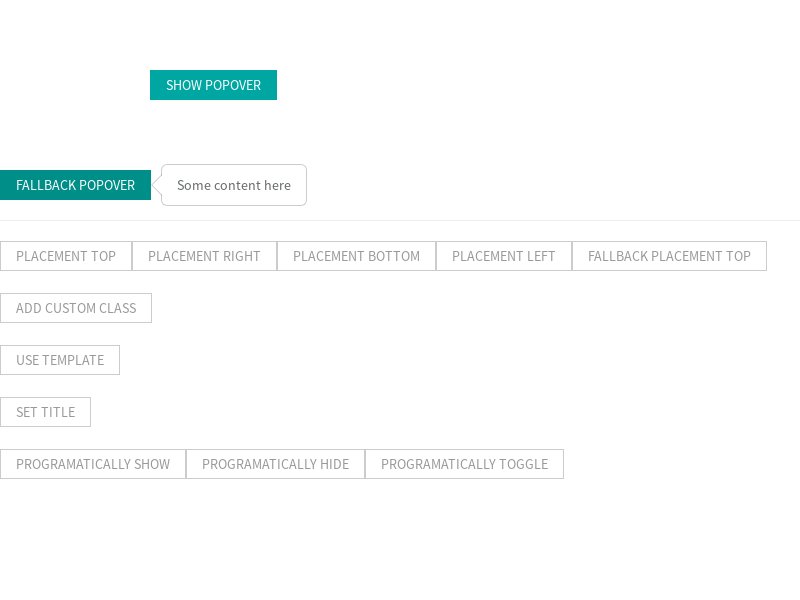 SHOW POPOVER
FALLBACK POPOVER Some content here
PLACEMENT TOP PLACEMENT RIGHT PLACEMENT BOTTOM PLACEMENT LEFT FALLBACK PLACEMENT TOP
ADD CUSTOM CLASS
USE TEMPLATE
SET TITLE
PROGRAMATICALLY SHOW PROGRAMATICALLY HIDE PROGRAMATICALLY TOGGLE